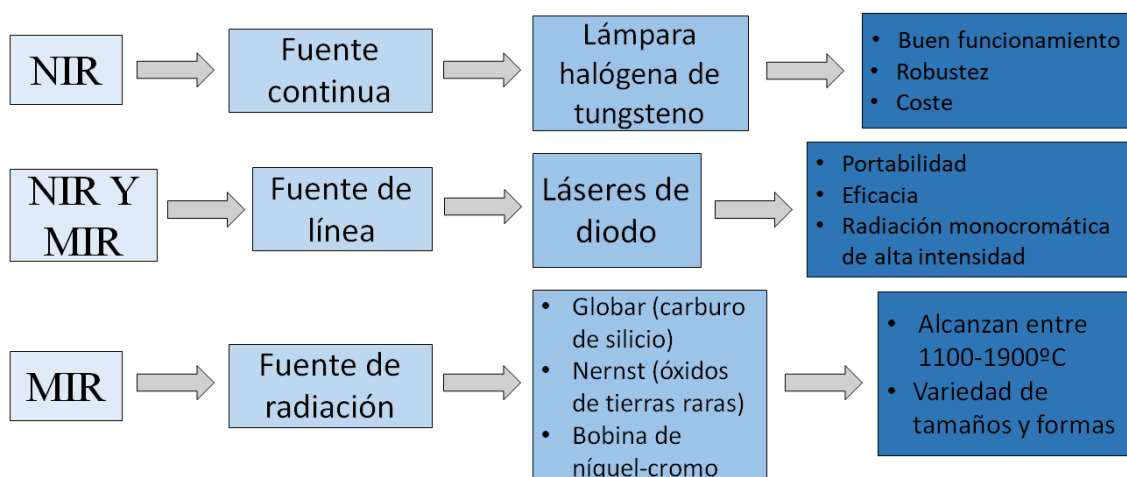 NIR
Fuente
continua
Lámpara
halógena de
tungsteno
• Buen funcionamiento
• Robustez
• Coste
NIR Y
MIR
Fuente de
línea
Láseres de
diodo
• Portabilidad
• Eficacia
• Radiación monocromática
de alta intensidad
MIR
Fuente de
radiación
• Globar (carburo
de silicio)
• Nernst (óxidos
de tierras raras)
• Bobina de
níquel-cromo
• Alcanzan entre
1100-1900ºC
• Variedad de
tamaños y formas